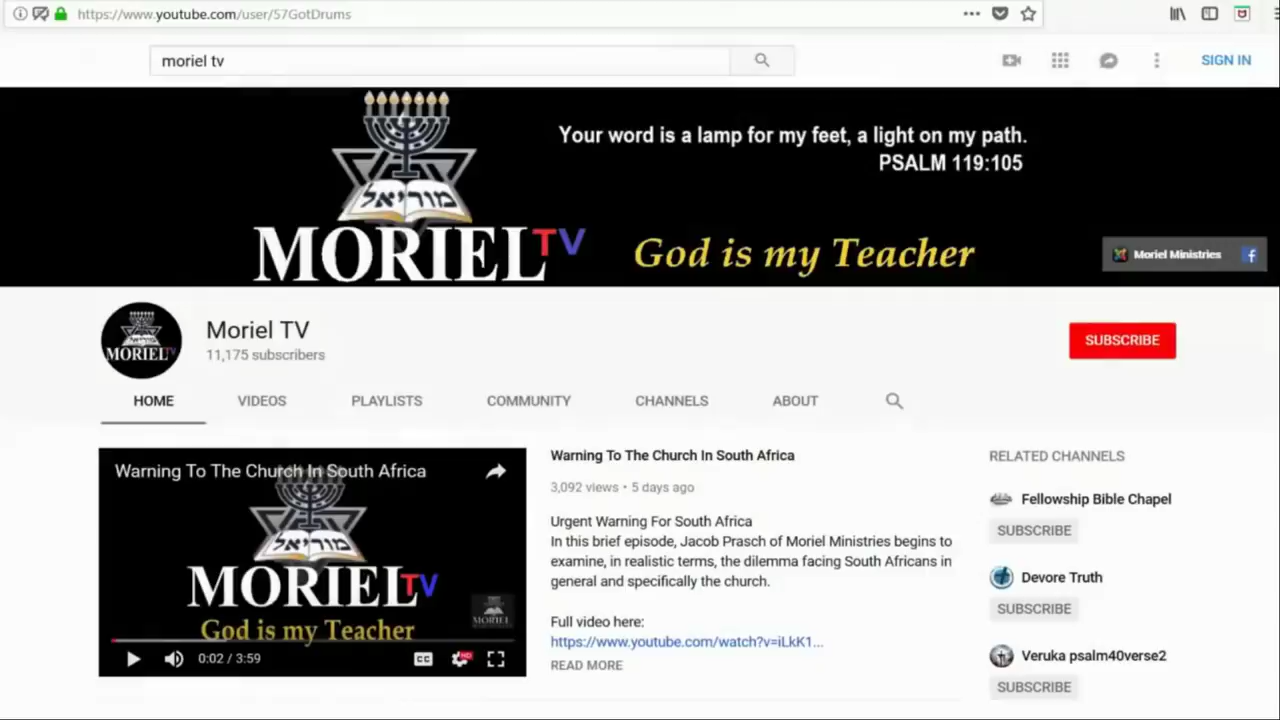 https://www.youtube.com/user/57GotDrums
moriel tv
SIGN IN
Your word is a lamp for my feet, a light on my path.
PSALM 119:105
מוריאל
MORIELTV
God is my Teacher
Moriel Ministries
MORIELTV
Moriel TV
11,175 subscribers
SUBSCRIBE
HOME VIDEOS PLAYLISTS COMMUNITY CHANNELS ABOUT
Warning To The Church In South Africa
מוריאל
MORIELTV
God is my Teacher
MORIEL
0:02 / 3:59
CC
HD
Warning To The Church In South Africa
3,092 views • 5 days ago
Urgent Warning For South Africa
In this brief episode, Jacob Prasch of Moriel Ministries begins to
examine, in realistic terms, the dilemma facing South Africans in
general and specifically the church.
Full video here:
https://www.youtube.com/watch?v=iLkK1...
READ MORE
RELATED CHANNELS
Fellowship Bible Chapel
SUBSCRIBE
Devore Truth
SUBSCRIBE
Veruka psalm40verse2
SUBSCRIBE